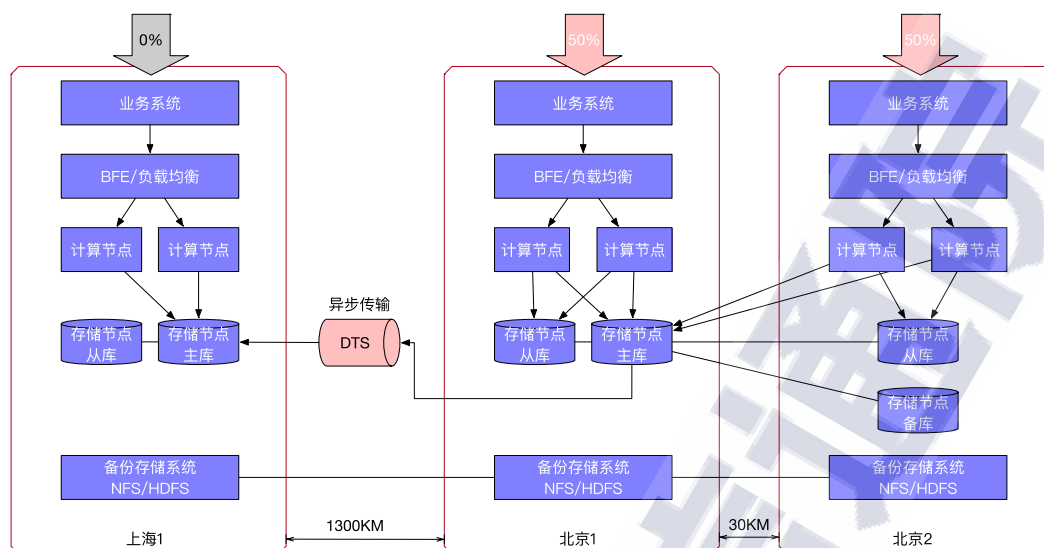 0%
50%
50%
业务系统
业务系统
业务系统
BFE/负载均衡
BFE/负载均衡
BFE/负载均衡
计算节点
计算节点
计算节点
计算节点
计算节点
计算节点
异步传输
DTS
存储节点
从库
存储节点
主库
存储节点
从库
存储节点
主库
存储节点
从库
存储节点
备库
备份存储系统
NFS/HDFS
备份存储系统
NFS/HDFS
备份存储系统
NFS/HDFS
1300KM
30KM
上海1
北京1
北京2